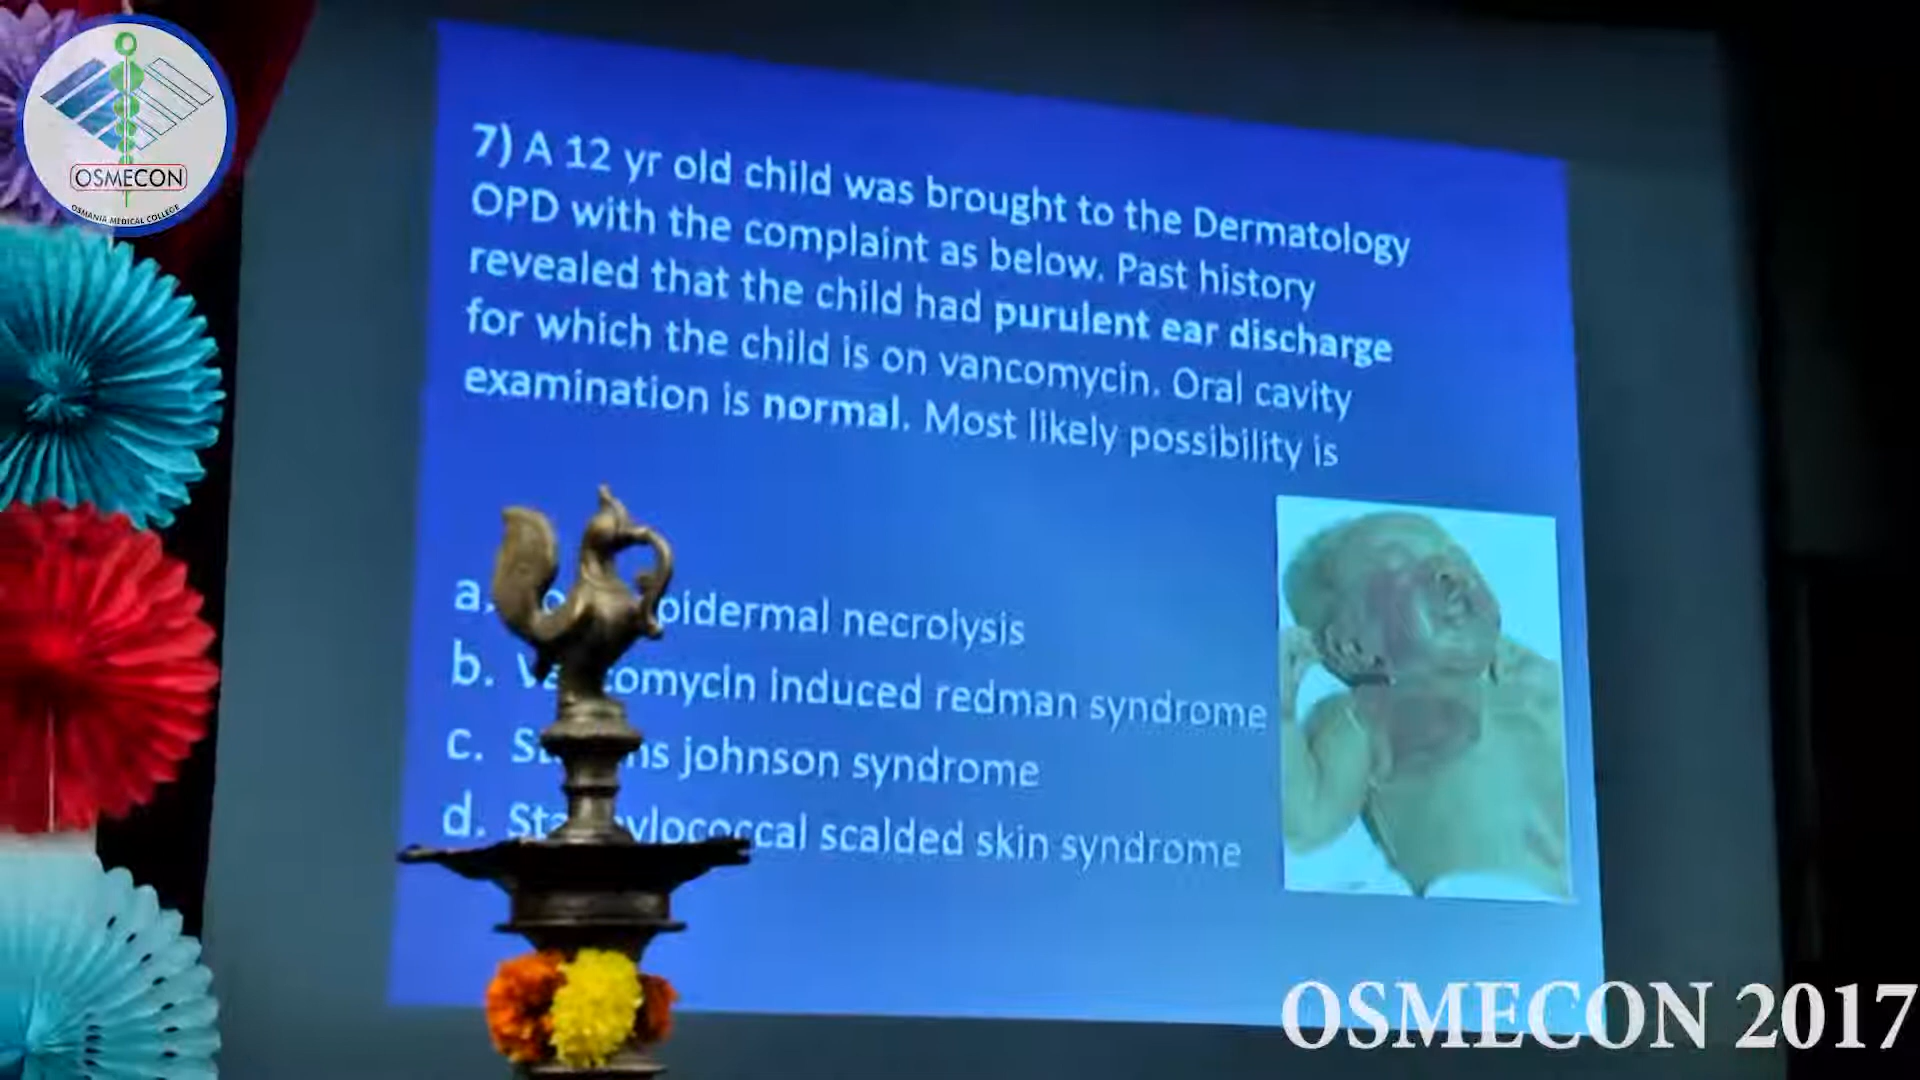 OSMECON
OSMANIA MEDICAL COLLEGE
7) A 12 yr old child was brought to the Dermatology
OPD with the complaint as below. Past history
revealed that the child had purulent ear discharge
for which the child is on vancomycin. Oral cavity
examination is normal. Most likely possibility is
a. necrolysis
b. induced redman syndrome
c. johnson syndrome
d. scalded skin syndrome
OSMECON 2017